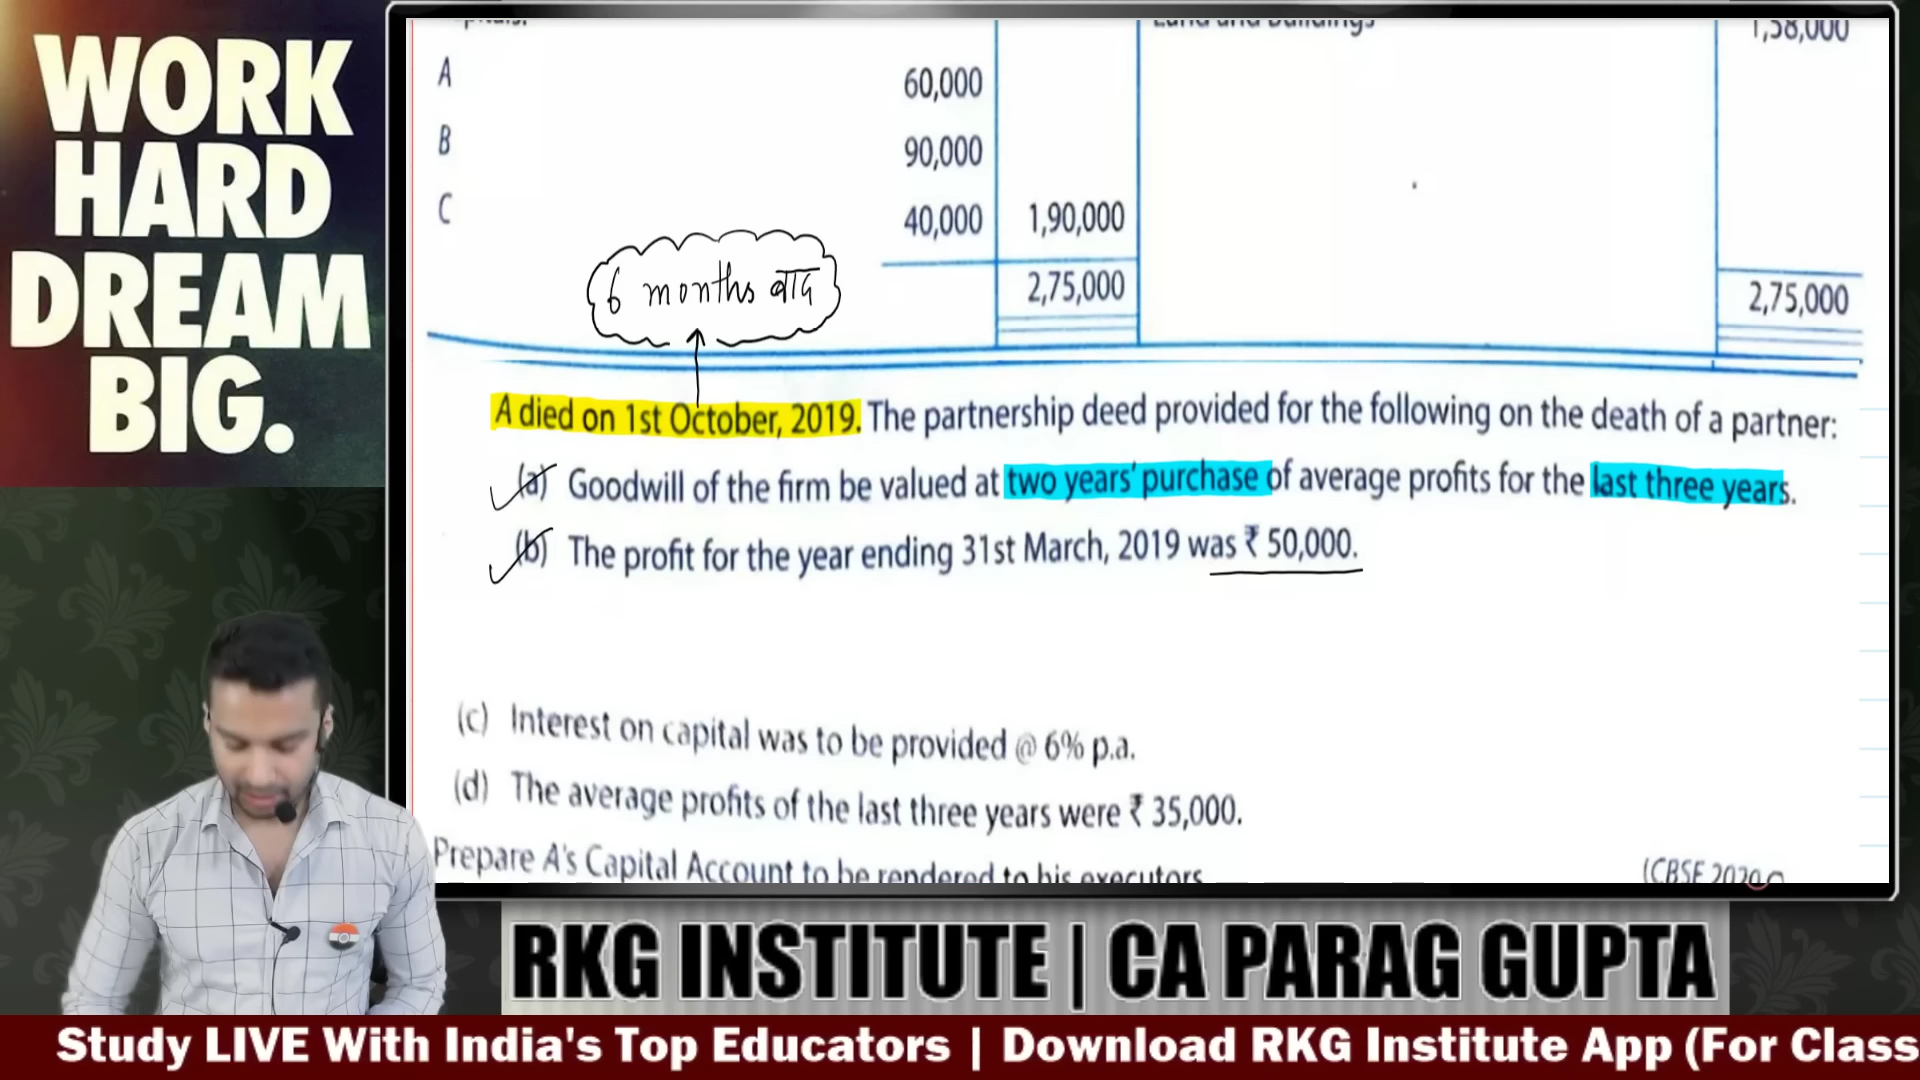 WORK
HARD
DREAM
BIG.
Land and Buildings 1,58,000
A 60,000
B 90,000
C 40,000 1,90,000
2,75,000 2,75,000
6 months बाद
A died on 1st October, 2019. The partnership deed provided for the following on the death of a partner:
(a) Goodwill of the firm be valued at two years' purchase of average profits for the last three years.
(b) The profit for the year ending 31st March, 2019 was ₹ 50,000.
(c) Interest on capital was to be provided @ 6% p.a.
(d) The average profits of the last three years were ₹ 35,000.
Prepare A's Capital Account to be rendered to his executors. (CBSE 2020
RKG INSTITUTE | CA PARAG GUPTA
Study LIVE With India's Top Educators | Download RKG Institute App (For Class